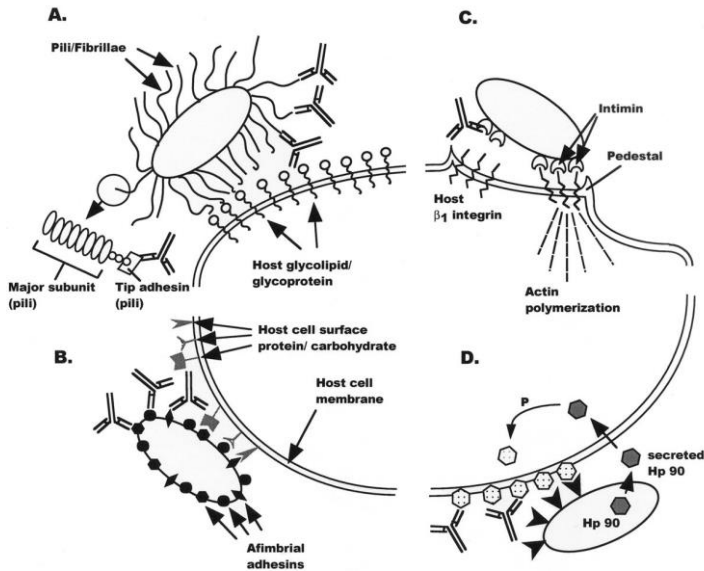 A.
Pili/Fibrillae
Major subunit
(pili)
Tip adhesin
(pili)
Host glycolipid/
glycoprotein
C.
Intimin
Pedestal
Host
β1 integrin
Actin
polymerization
B.
Host cell surface
protein/ carbohydrate
Host cell
membrane
Afimbrial
adhesins
D.
P
secreted
Hp 90
Hp 90